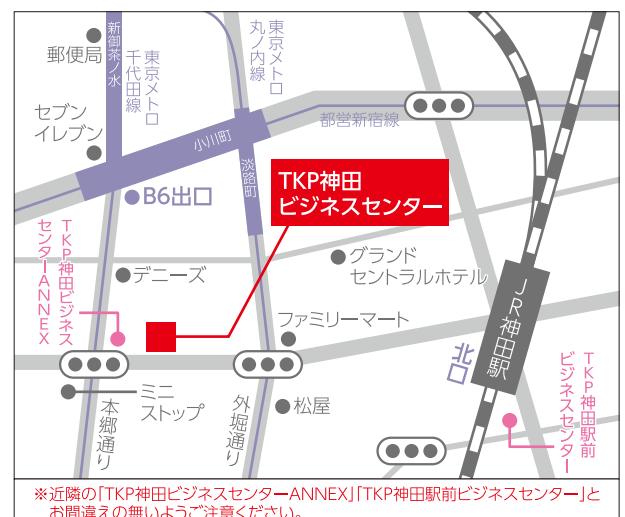 郵便局
新御茶ノ水
東京メトロ
千代田線
東京メトロ
丸ノ内線
セブン
イレブン
小川町
都営新宿線
淡路町
B6出口
TKP神田
ビジネスセンター
TKP神田ビジネス
センターANNEX
デニーズ
グランド
セントラルホテル
JR神田駅
ファミリーマート
北口
ミニ
ストップ
松屋
本郷通り
外堀通り
TKP神田駅前
ビジネスセンター
※近隣の「TKP神田ビジネスセンターANNEX」「TKP神田駅前ビジネスセンター」と
お間違えの無いようご注意ください。